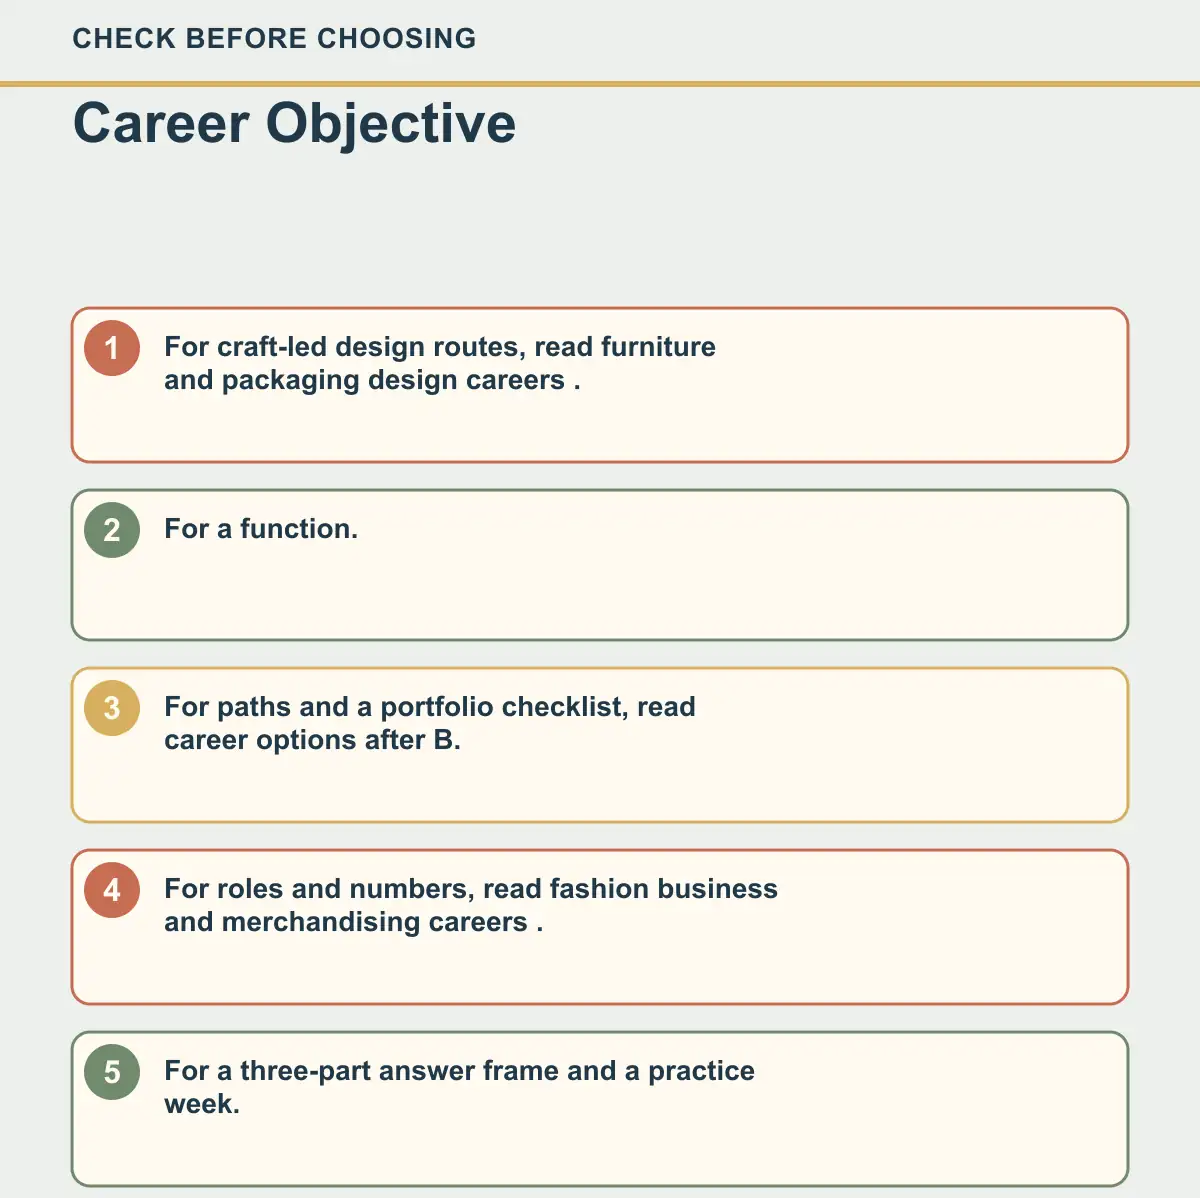 CHECK BEFORE CHOOSING
Career Objective
1
For craft-led design routes, read furniture
and packaging design careers .
2
For a function.
3
For paths and a portfolio checklist, read
career options after B.
4
For roles and numbers, read fashion business
and merchandising careers .
5
For a three-part answer frame and a practice
week.